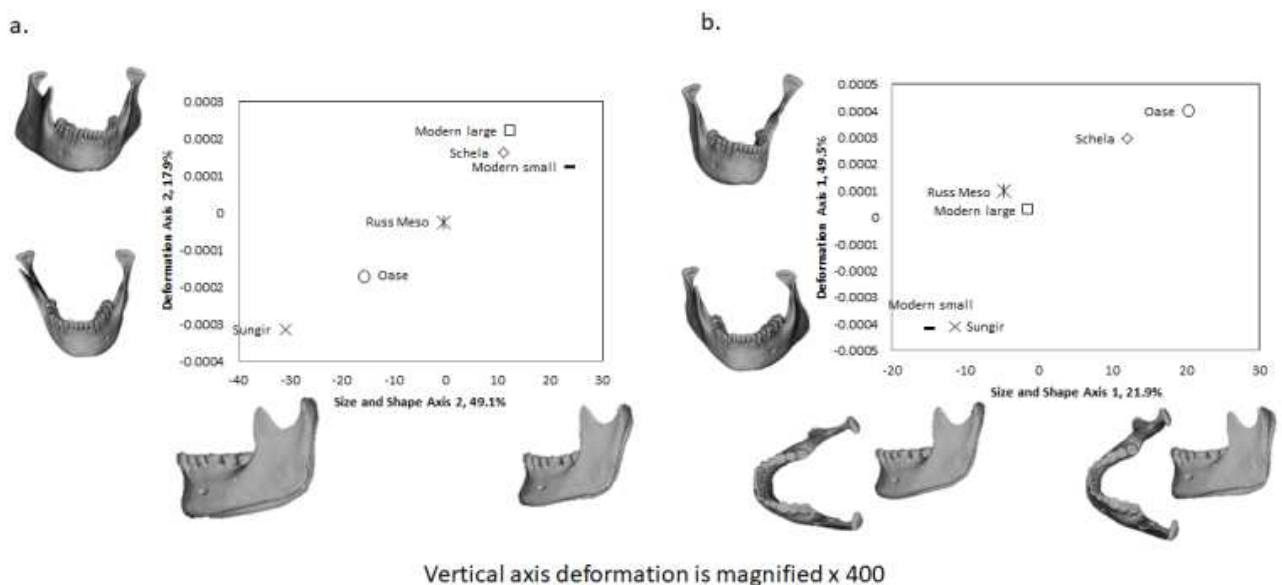 a.
b.
0.0003
0.0002
0.0001
0
-0.0001
-0.0002
-0.0003
-0.0004
Deformation Axis 2, 17.9%
Modern large
Schela
Modern small
Russ Meso
Oase
Sungir
-40 -30 -20 -10 0 10 20 30
Size and Shape Axis 2, 49.1%
0.0005
0.0004
0.0003
0.0002
0.0001
0
-0.0001
-0.0002
-0.0003
-0.0004
-0.0005
Deformation Axis 1, 49.5%
Oase
Schela
Russ Meso
Modern large
Modern small
Sungir
-20 -10 0 10 20 30
Size and Shape Axis 1, 21.9%
Vertical axis deformation is magnified x 400